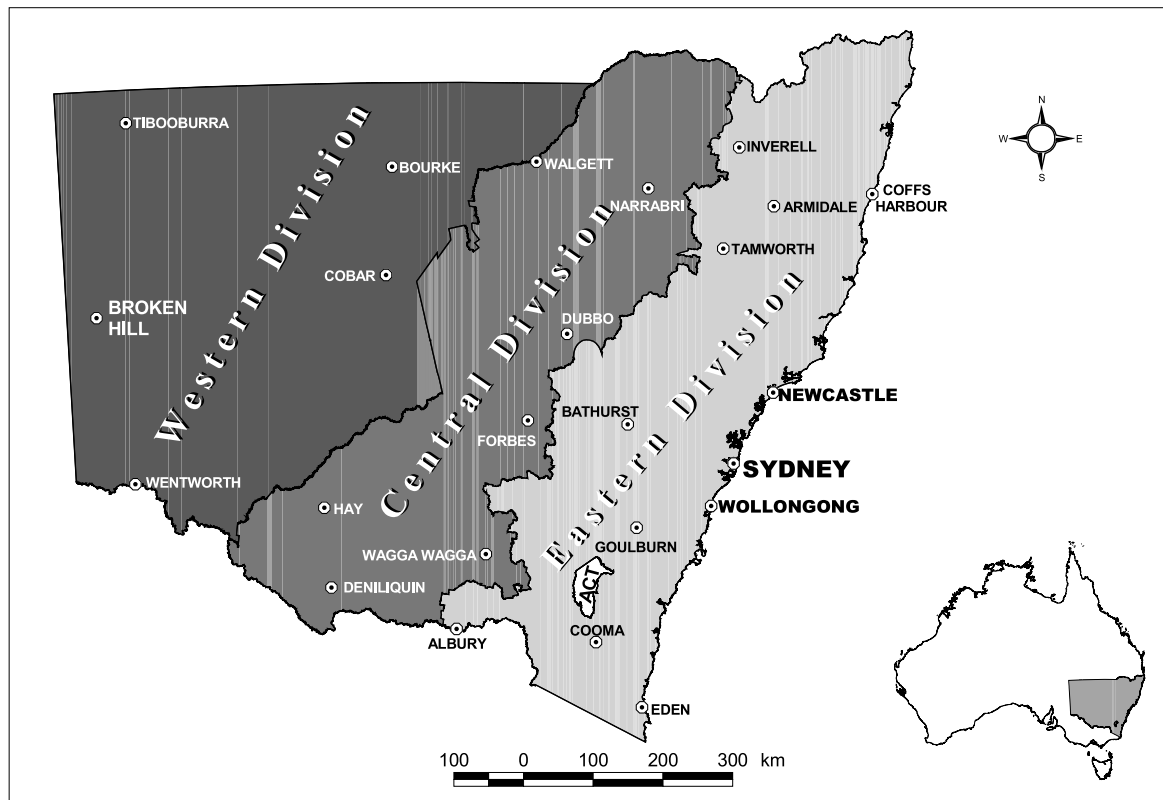 N
W E
S
TIBOOBURRA
BOURKE
WALGETT
INVERELL
NARRABRI
COFFS
HARBOUR
ARMIDALE
TAMWORTH
COBAR
BROKEN
HILL
DUBBO
Western Division
Central Division
Eastern Division
NEWCASTLE
BATHURST
FORBES
SYDNEY
WENTWORTH
HAY
WOLLONGONG
WAGGA WAGGA
GOULBURN
DENILIQUIN
ACT
ALBURY
COOMA
EDEN
100 0 100 200 300 km